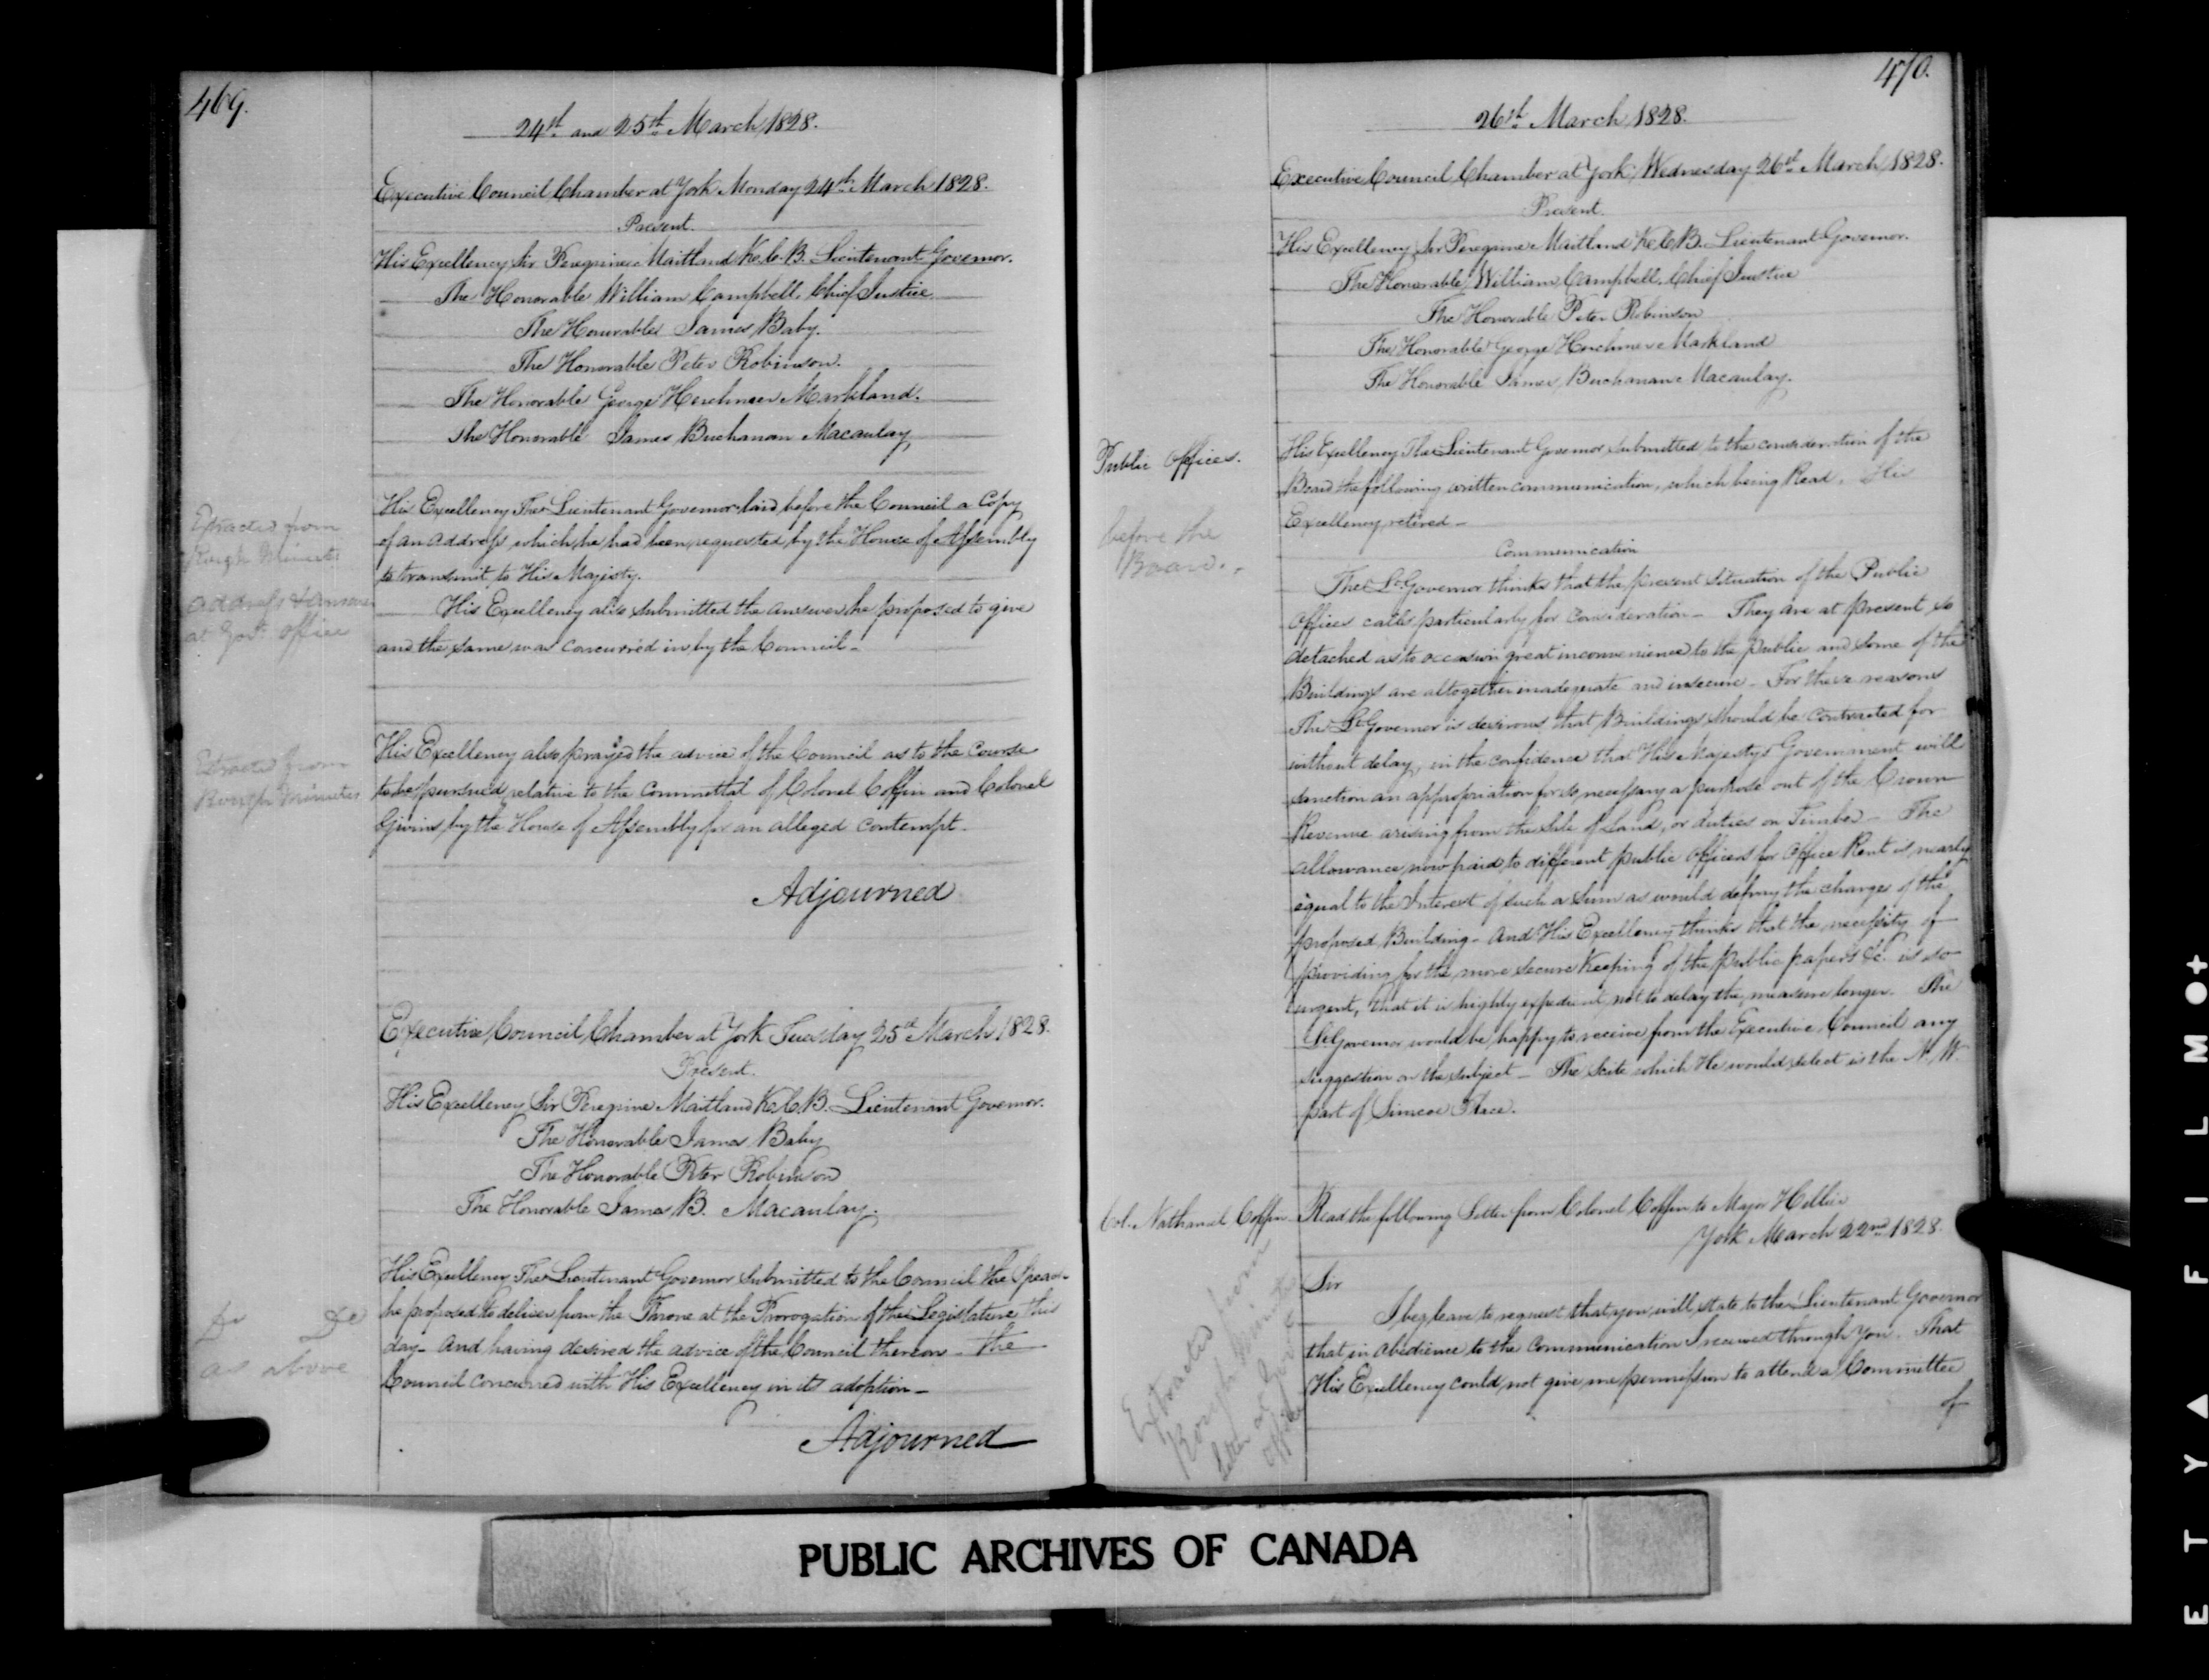 469.
24th and 25th March 1828.
Executive Council Chamber at York Monday 24th March 1828.
Present.
His Excellency Sir Peregrine Maitland K.C.B. Lieutenant Governor.
The Honorable William Campbell, Chief Justice
The Honorable James Baby.
The Honorable Peter Robinson.
The Honorable George Herchmer Markland.
The Honorable James Buchanan Macaulay
Extracted from
Rough Minutes
Address & answer
at Govt. office
His Excellency The Lieutenant Governor laid before the Council a Copy
of an address which he had been requested by the House of Assembly
to transmit to His Majesty.
His Excellency also submitted the answer he proposed to give
and the same was concurred in by the Council -
Extracted from
Rough Minutes
His Excellency also prayed the advice of the Council as to the Course
to be pursued relative to the Committal of Colonel Coffin and Colonel
Givins by the House of Assembly for an alleged Contempt.
Adjourned
Executive Council Chamber at York Tuesday 25th March 1828.
Present.
His Excellency Sir Peregrine Maitland K.C.B. Lieutenant Governor.
The Honorable James Baby
The Honorable Peter Robinson
The Honorable James B. Macaulay.
Do Do
as above
His Excellency The Lieutenant Governor Submitted to the Council the Speech
he proposed to deliver from the Throne at the Prorogation of the Legislature this
day - And having desired the advice of the Council thereon - the
Council concurred with His Excellency in its adoption -
Adjourned
470.
26th March 1828.
Executive Council Chamber at York Wednesday 26th March 1828.
Present.
His Excellency Sir Peregrine Maitland K.C.B. Lieutenant Governor.
The Honorable William Campbell, Chief Justice
The Honorable Peter Robinson
The Honorable George Herchmer Markland
The Honorable James Buchanan Macaulay.
Public Offices.
before the
Board. -
His Excellency The Lieutenant Governor submitted to the consideration of the
Board the following written communication, which being Read, His
Excellency retired -
Communication
The Lt Governor thinks that the present situation of the Public
Offices calls particularly for Consideration - They are at present so
detached as to occasion great inconvenience to the public and some of the
Buildings are altogether inadequate and insecure - For these reasons
The Lt Governor is desirous that Buildings should be Contracted for
without delay, in the confidence that His Majestys Government will
sanction an appropriation for so necessary a purpose out of the Crown
Revenue arising from the Sale of Land, or duties on Timber - The
allowance now paid to different public Officers for Office Rent is nearly
equal to the Interest of such a Sum as would defray the charges of the
proposed Building - And His Excellency thinks that the necessity of
providing for the more secure Keeping of the public papers &c. is so
urgent, that it is highly expedient not to delay the measure longer. The
Lt Governor would be happy to receive from the Executive Council any
suggestion on the subject - The Scite which He would select is the N. W.
part of Simcoe Place.
Col. Nathaniel Coffin
Read the following Letter from Colonel Coffin to Major Hillier
York March 22nd 1828.
Extracted from
Rough Minutes
Letter at Govt
Office
Sir
I beg leave to request that you will state to the Lieutenant Governor
that in obedience to the Communication I received through you. That
His Excellency could not give me permission to attend a Committee
of
PUBLIC ARCHIVES OF CANADA
E T Y ▲ F I L M ● +